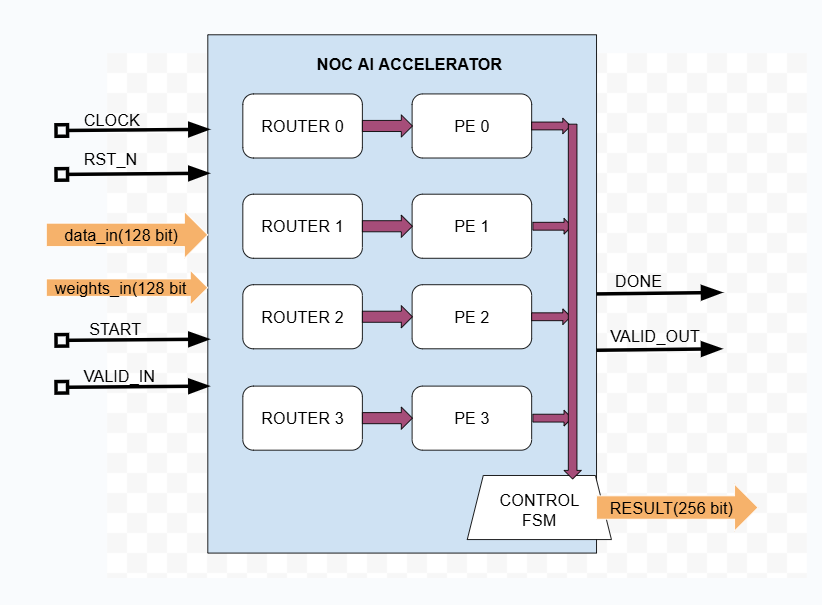 NOC AI ACCELERATOR
CLOCK
ROUTER 0
PE 0
RST_N
ROUTER 1
PE 1
data_in(128 bit)
weights_in(128 bit
DONE
ROUTER 2
PE 2
START
VALID_OUT
VALID_IN
ROUTER 3
PE 3
CONTROL
FSM
RESULT(256 bit)